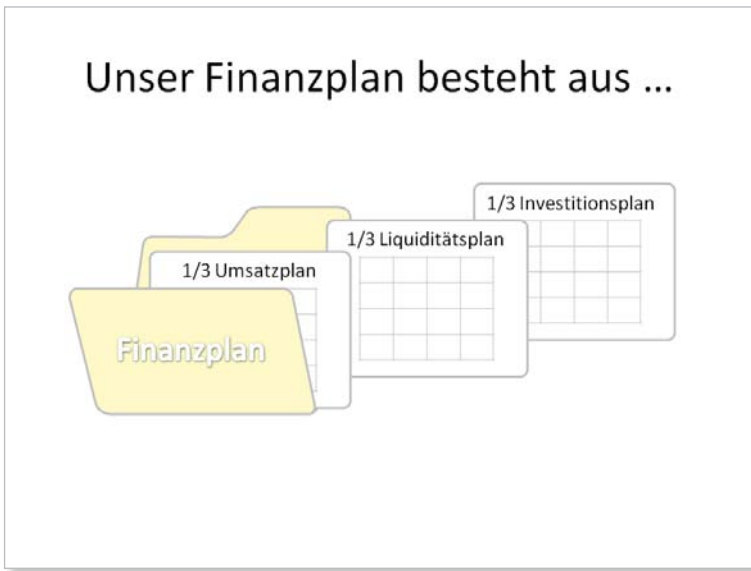 Unser Finanzplan besteht aus ...
1/3 Investitionsplan
1/3 Liquiditätsplan
1/3 Umsatzplan
Finanzplan